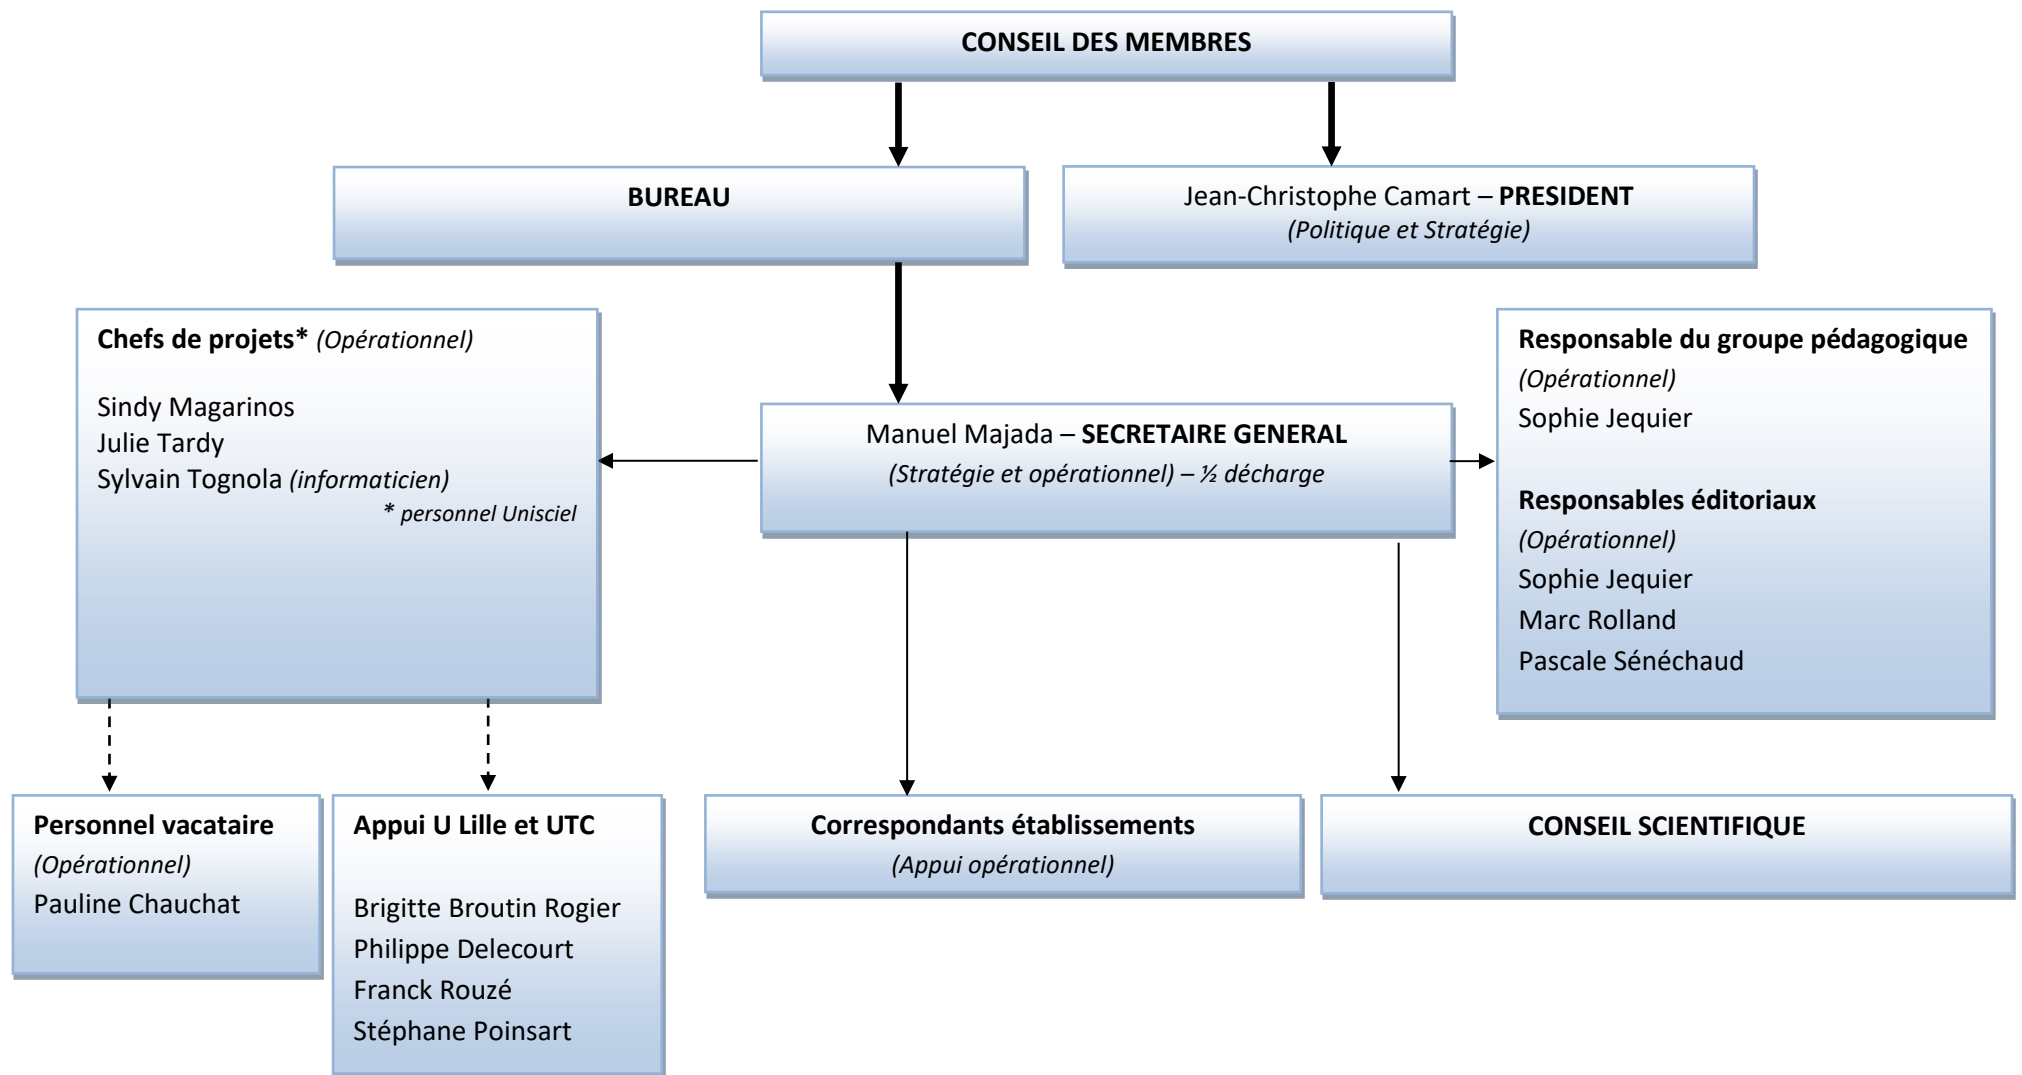 CONSEIL DES MEMBRES
BUREAU
Jean-Christophe Camart – PRESIDENT
(Politique et Stratégie)
Chefs de projets* (Opérationnel)
Sindy Magarinos
Julie Tardy
Sylvain Tognola (informaticien)
* personnel Unisciel
Manuel Majada – SECRETAIRE GENERAL
(Stratégie et opérationnel) – ½ décharge
Responsable du groupe pédagogique
(Opérationnel)
Sophie Jequier
Responsables éditoriaux
(Opérationnel)
Sophie Jequier
Marc Rolland
Pascale Sénéchaud
Personnel vacataire
(Opérationnel)
Pauline Chauchat
Appui U Lille et UTC
Brigitte Broutin Rogier
Philippe Delecourt
Franck Rouzé
Stéphane Poinsart
Correspondants établissements
(Appui opérationnel)
CONSEIL SCIENTIFIQUE